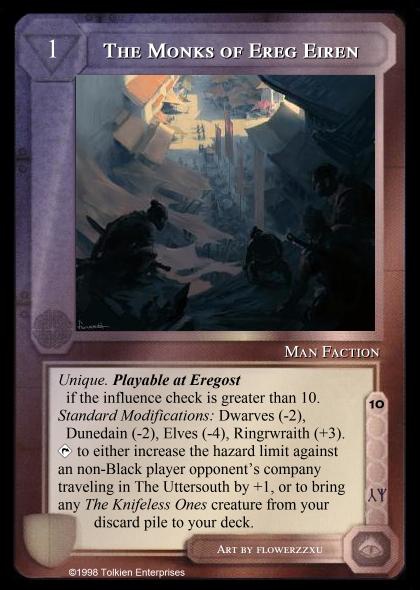 1
The Monks of Ereg Eiren
Man Faction
Unique. Playable at Eregost
if the influence check is greater than 10.
Standard Modifications: Dwarves (-2),
Dunedain (-2), Elves (-4), Ringrwraith (+3).
to either increase the hazard limit against
an non-Black player opponent's company
traveling in The Uttersouth by +1, or to bring
any The Knifeless Ones creature from your
discard pile to your deck.
10
Art by flowerzzxu
©1998 Tolkien Enterprises